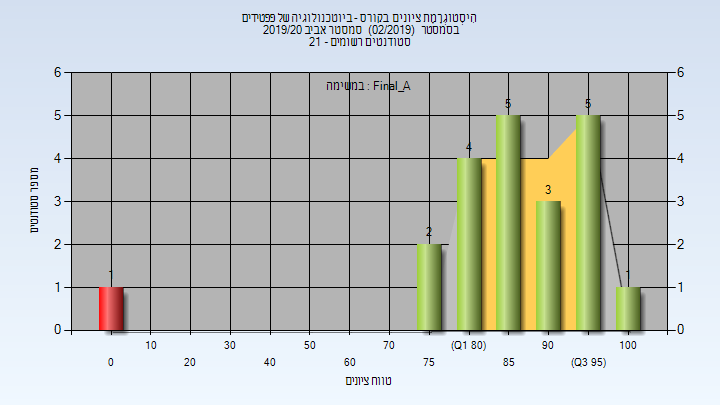 היסטוגרמת ציונים בקורס - ביוטכנולוגיה של פפטידים
בסמסטר (02/2019) סמסטר אביב 2019/20
סטודנטים רשומים - 21
במשימה : Final_A
מספר סטודנטים
6 6
5 5
4 4
3 3
2 2
1 1
0 0
1 2 4 5 3 5 1
10 30 50 70 (Q1 80) 90 100
0 20 40 60 75 85 (Q3 95)
טווח ציונים